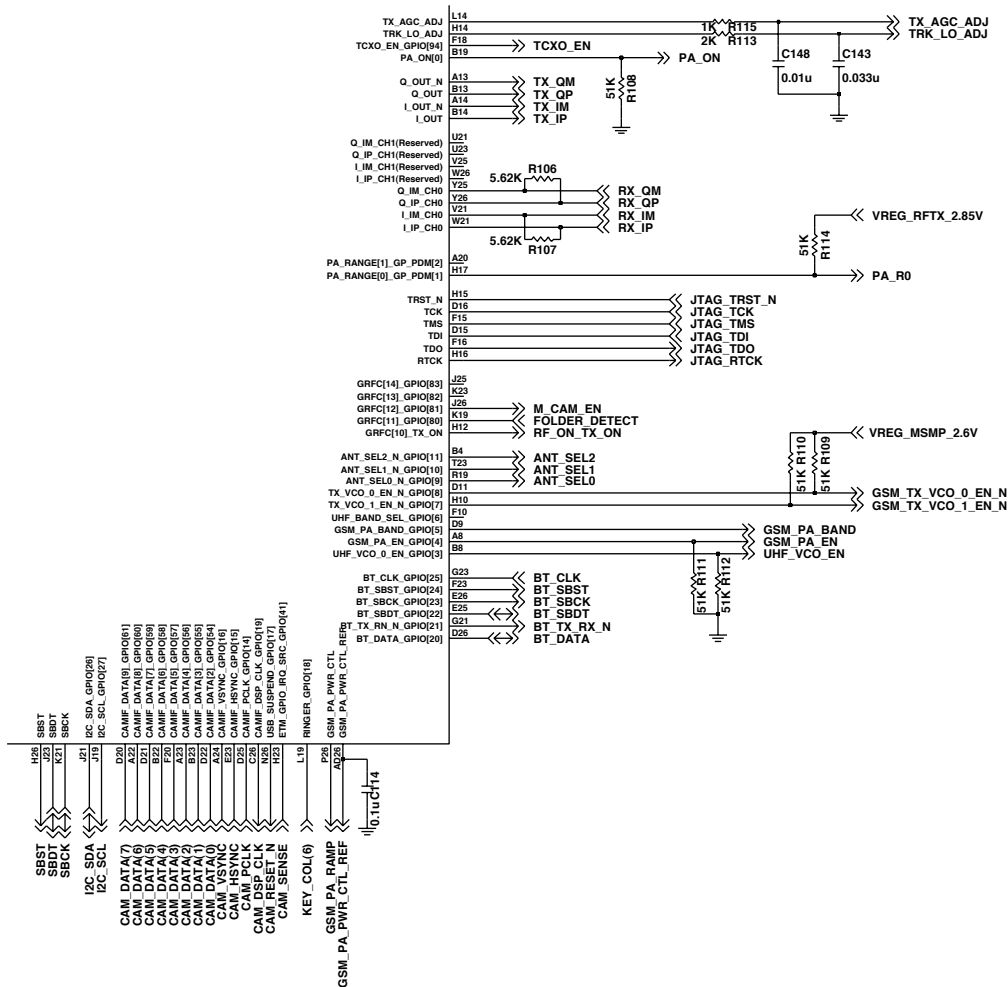 TX_AGC_ADJ L14 1K R115 TX_AGC_ADJ
TRK_LO_ADJ H14 2K R113 TRK_LO_ADJ
TCXO_EN_GPIO[94] F18 TCXO_EN
PA_ON[0] B19 PA_ON
C148 0.01u
C143 0.033u
51K R108
Q_OUT_N A13 TX_QM
Q_OUT B13 TX_QP
I_OUT_N A14 TX_IM
I_OUT B14 TX_IP
Q_IM_CH1(Reserved) U21
Q_IP_CH1(Reserved) U23
I_IM_CH1(Reserved) V25
I_IP_CH1(Reserved) W26
R106
5.62K
Q_IM_CH0 Y25 RX_QM
Q_IP_CH0 Y26 RX_QP
I_IM_CH0 V21 RX_IM
I_IP_CH0 W21 RX_IP
5.62K
R107
VREG_RFTX_2.85V
51K R114
PA_RANGE[1]_GP_PDM[2] A20
PA_RANGE[0]_GP_PDM[1] H17 PA_R0
TRST_N H15 JTAG_TRST_N
TCK D16 JTAG_TCK
TMS F15 JTAG_TMS
TDI D15 JTAG_TDI
TDO F16 JTAG_TDO
RTCK H16 JTAG_RTCK
GRFC[14]_GPIO[83] J25
GRFC[13]_GPIO[82] K23
GRFC[12]_GPIO[81] J26 M_CAM_EN
GRFC[11]_GPIO[80] K19 FOLDER_DETECT
GRFC[10]_TX_ON H12 RF_ON_TX_ON
VREG_MSMP_2.6V
51K R110
51K R109
ANT_SEL2_N_GPIO[11] B4 ANT_SEL2
ANT_SEL1_N_GPIO[10] T23 ANT_SEL1
ANT_SEL0_N_GPIO[9] R19 ANT_SEL0
TX_VCO_0_EN_N_GPIO[8] D11 GSM_TX_VCO_0_EN_N
TX_VCO_1_EN_N_GPIO[7] H10 GSM_TX_VCO_1_EN_N
UHF_BAND_SEL_GPIO[6] F10
GSM_PA_BAND_GPIO[5] D9 GSM_PA_BAND
GSM_PA_EN_GPIO[4] A8 GSM_PA_EN
UHF_VCO_0_EN_GPIO[3] B8 UHF_VCO_EN
51K R111
51K R112
BT_CLK_GPIO[25] G23 BT_CLK
BT_SBST_GPIO[24] F23 BT_SBST
BT_SBCK_GPIO[23] E26 BT_SBCK
BT_SBDT_GPIO[22] E25 BT_SBDT
BT_TX_RN_N_GPIO[21] G21 BT_TX_RX_N
BT_DATA_GPIO[20] D26 BT_DATA
SBST H26 SBST
SBDT J23 SBDT
SBCK K21 SBCK
I2C_SDA_GPIO[26] J21 I2C_SDA
I2C_SCL_GPIO[27] J19 I2C_SCL
CAMIF_DATA[9]_GPIO[61] D20 CAM_DATA(7)
CAMIF_DATA[8]_GPIO[60] A22 CAM_DATA(6)
CAMIF_DATA[7]_GPIO[59] D21 CAM_DATA(5)
CAMIF_DATA[6]_GPIO[58] B22 CAM_DATA(4)
CAMIF_DATA[5]_GPIO[57] F20 CAM_DATA(3)
CAMIF_DATA[4]_GPIO[56] A23 CAM_DATA(2)
CAMIF_DATA[3]_GPIO[55] B23 CAM_DATA(1)
CAMIF_DATA[2]_GPIO[54] D22 CAM_DATA(0)
CAMIF_VSYNC_GPIO[16] A24 CAM_VSYNC
CAMIF_HSYNC_GPIO[15] E23 CAM_HSYNC
CAMIF_PCLK_GPIO[14] D25 CAM_PCLK
CAMIF_DSP_CLK_GPIO[19] C26 CAM_DSP_CLK
USB_SUSPEND_GPIO[17] N26 CAM_RESET_N
ETM_GPIO_IRQ_SRC_GPIO[41] H23 CAM_SENSE
RINGER_GPIO[18] L19 KEY_COL(6)
GSM_PA_PWR_CTL P26 GSM_PA_RAMP
GSM_PA_PWR_CTL_REF AD26 GSM_PA_PWR_CTL_REF
0.1u C114